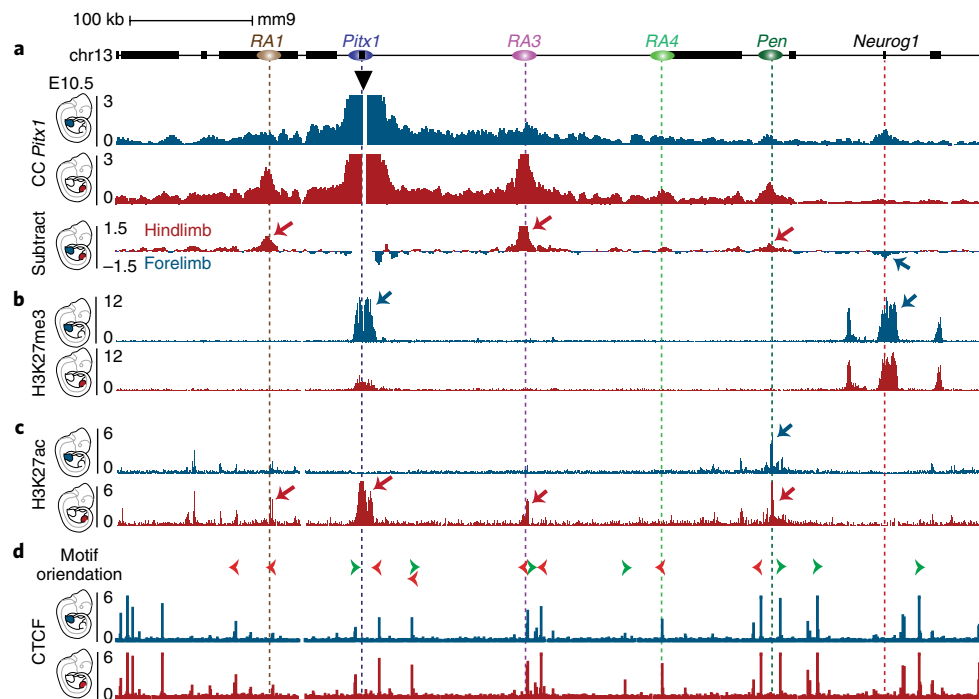 100 kb mm9
a
RA1 Pitx1 RA3 RA4 Pen Neurog1
chr13
E10.5
CC Pitx1
3
0
3
0
Subtract
1.5 Hindlimb
−1.5 Forelimb
b
H3K27me3
12
0
12
0
c
H3K27ac
6
0
6
0
d
Motif
oriendation
CTCF
6
0
6
0